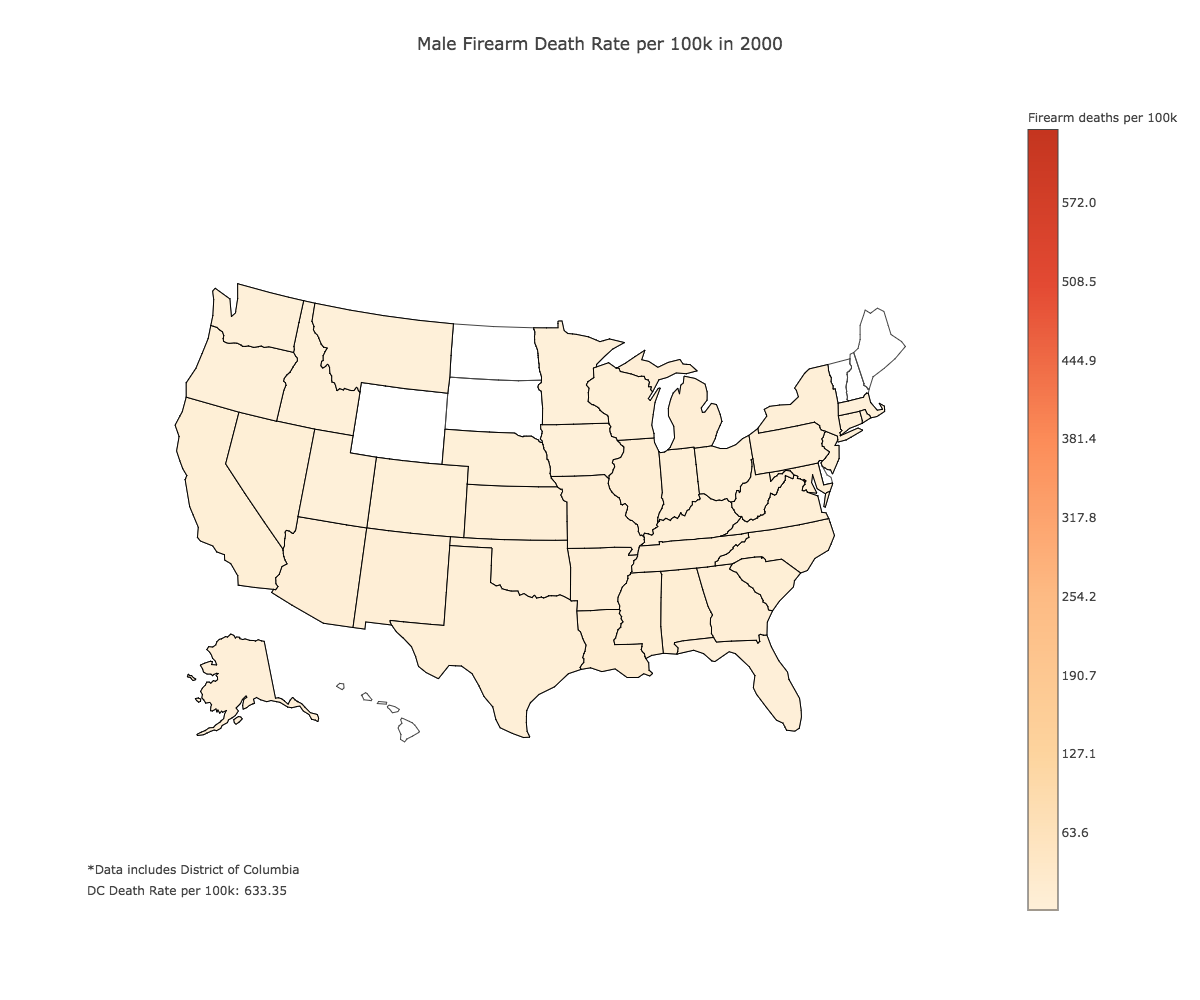 Male Firearm Death Rate per 100k in 2000
Firearm deaths per 100k
572.0
508.5
444.9
381.4
317.8
254.2
190.7
127.1
63.6
*Data includes District of Columbia
DC Death Rate per 100k: 633.35